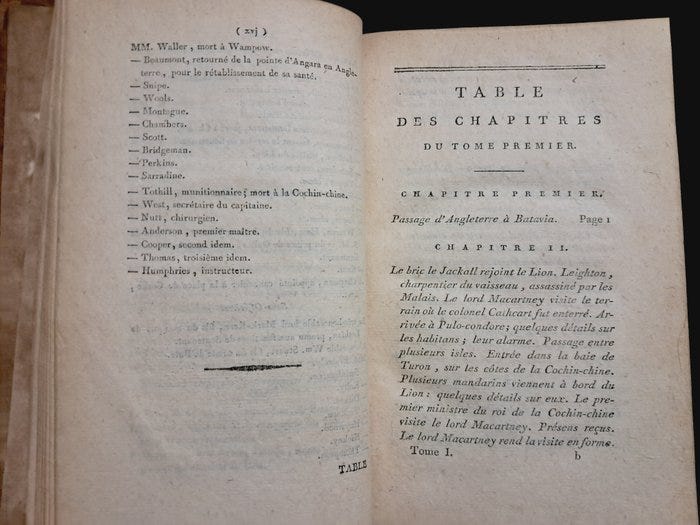 ( xvj )
MM. Waller, mort à Wampow.
— Beaumont, retourné de la pointe d'Angara en Angle-
terre, pour le rétablissement de sa santé.
— Snipe.
— Wools.
— Montague.
— Chambers.
— Scott.
— Bridgeman.
— Perkins.
— Sarradine.
— Tothill, munitionnaire; mort à la Cochin-chine.
— West, secrétaire du capitaine.
— Nutt, chirurgien.
— Anderson, premier maître.
— Cooper, second idem.
— Thomas, troisième idem.
— Humphries, instructeur.
TABLE
TABLE
DES CHAPITRES
DU TOME PREMIER.
CHAPITRE PREMIER.
Passage d'Angleterre à Batavia. Page 1
CHAPITRE II.
Le bric le Jackall rejoint le Lion. Leighton,
charpentier du vaisseau, assassiné par les
Malais. Le lord Macartney visite le ter-
rain où le colonel Cathcart fut enterré. Ar-
rivée à Pulo-condore; quelques détails sur
les habitans; leur alarme. Passage entre
plusieurs isles. Entrée dans la baie de
Turon, sur les côtes de la Cochin-chine.
Plusieurs mandarins viennent à bord du
Lion: quelques détails sur eux. Le pre-
mier ministre du roi de la Cochin-chine
visite le lord Macartney. Présens reçus.
Le lord Macartney rend la visite en forme.
Tome I. b